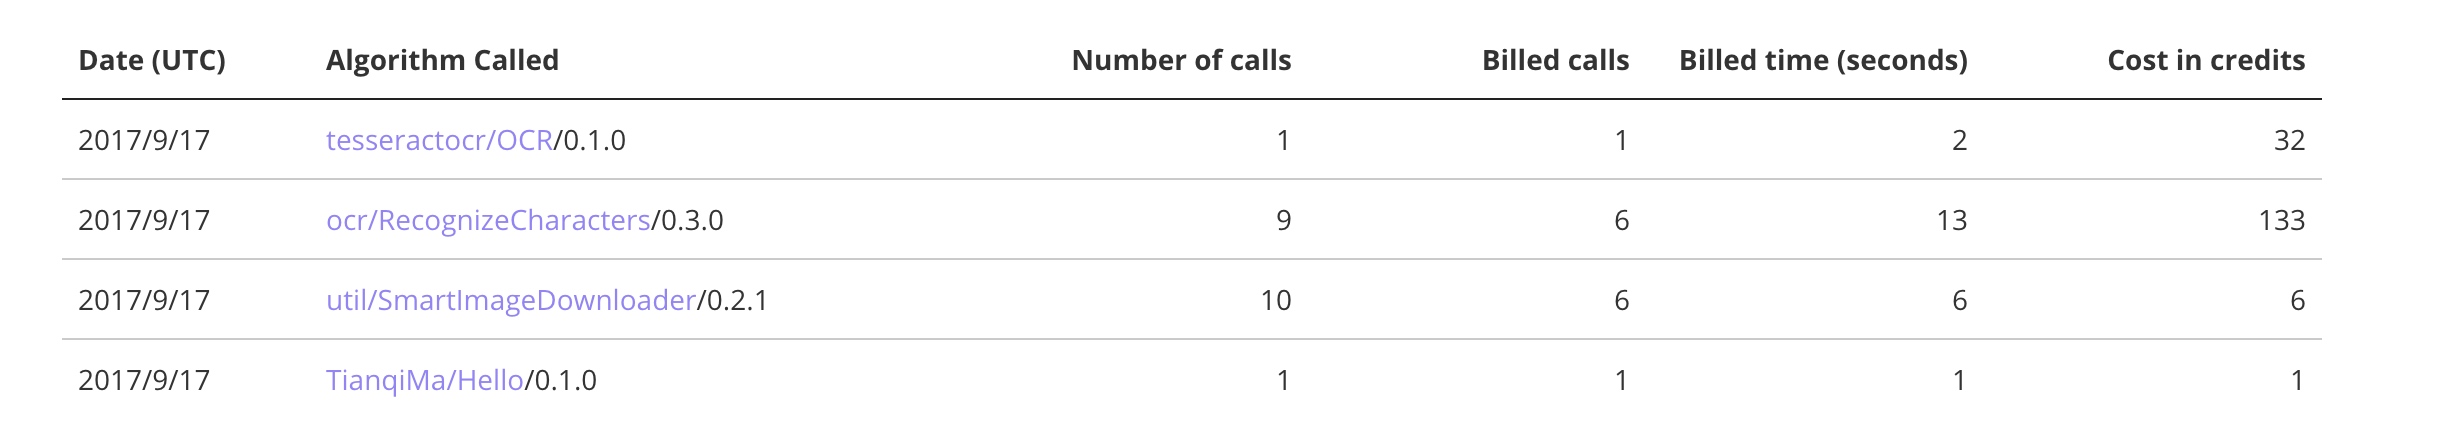 Date (UTC) Algorithm Called Number of calls Billed calls Billed time (seconds) Cost in credits
2017/9/17 tesseractocr/OCR/0.1.0 1 1 2 32
2017/9/17 ocr/RecognizeCharacters/0.3.0 9 6 13 133
2017/9/17 util/SmartImageDownloader/0.2.1 10 6 6 6
2017/9/17 TianqiMa/Hello/0.1.0 1 1 1 1